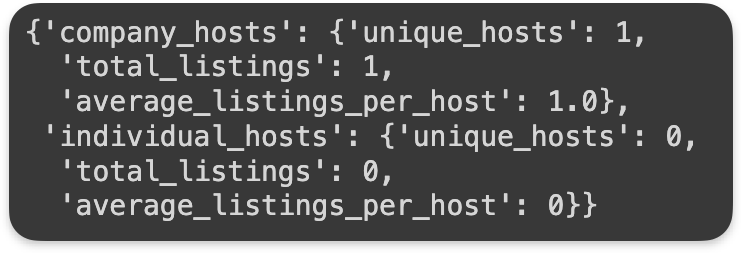 {'company_hosts': {'unique_hosts': 1,
'total_listings': 1,
'average_listings_per_host': 1.0},
'individual_hosts': {'unique_hosts': 0,
'total_listings': 0,
'average_listings_per_host': 0}}